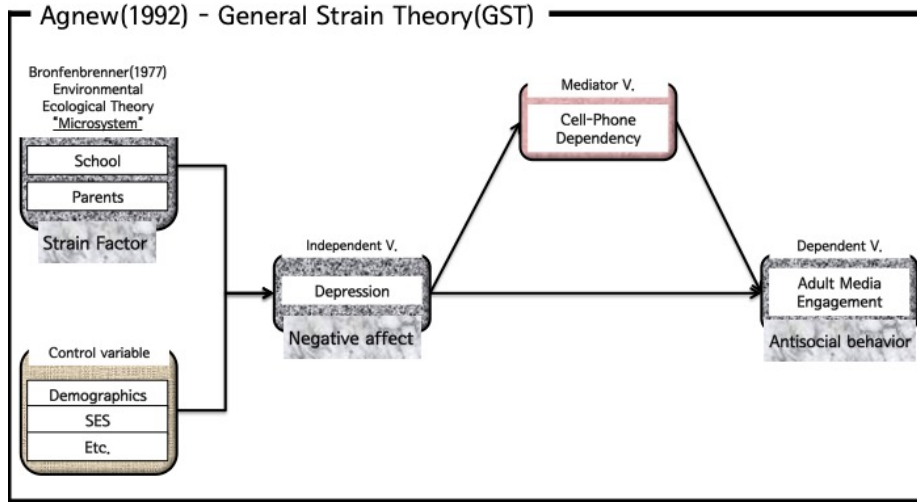 Agnew(1992) - General Strain Theory(GST)
Bronfenbrenner(1977)
Environmental
Ecological Theory
"Microsystem"
School
Parents
Strain Factor
Control variable
Demographics
SES
Etc.
Independent V.
Depression
Negative affect
Mediator V.
Cell-Phone
Dependency
Dependent V.
Adult Media
Engagement
Antisocial behavior